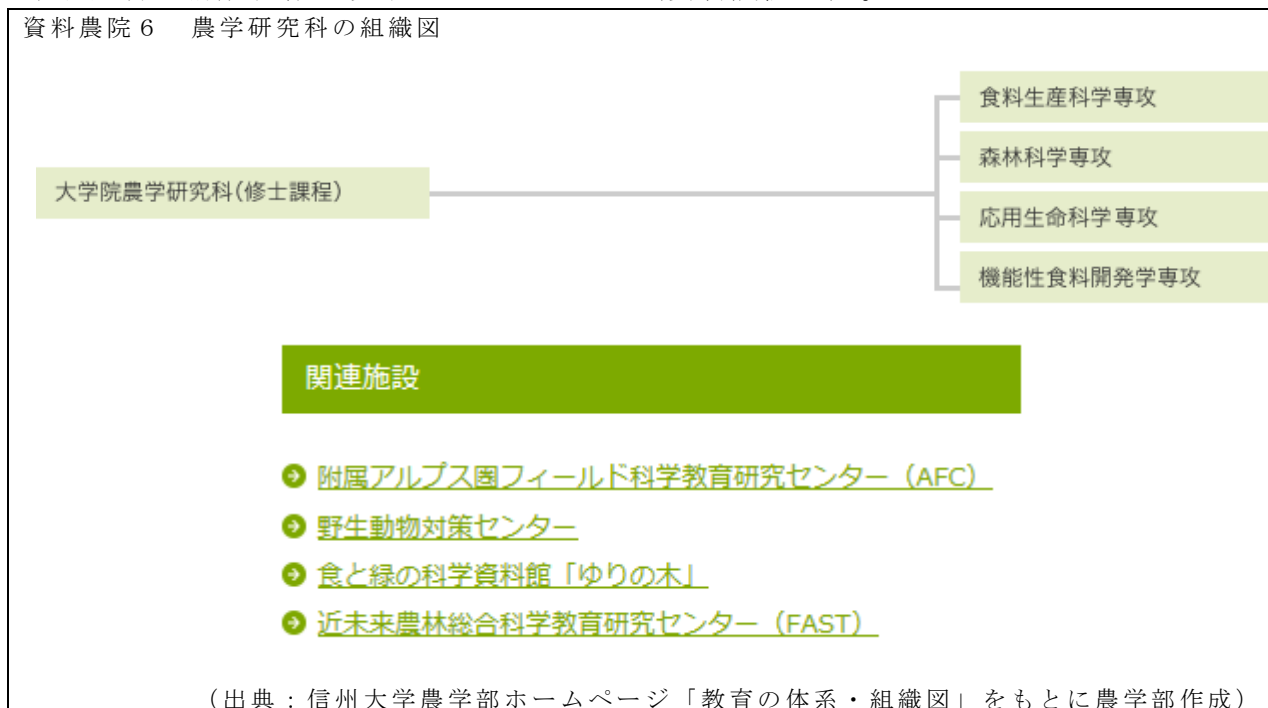 資料農院6 農学研究科の組織図
食料生産科学専攻
森林科学専攻
大学院農学研究科(修士課程)
応用生命科学専攻
機能性食料開発学専攻
関連施設
附属アルプス圏フィールド科学教育研究センター（AFC）
野生動物対策センター
食と緑の科学資料館「ゆりの木」
近未来農林総合科学教育研究センター（FAST）
（出典：信州大学農学部ホームページ「教育の体系・組織図」をもとに農学部作成）